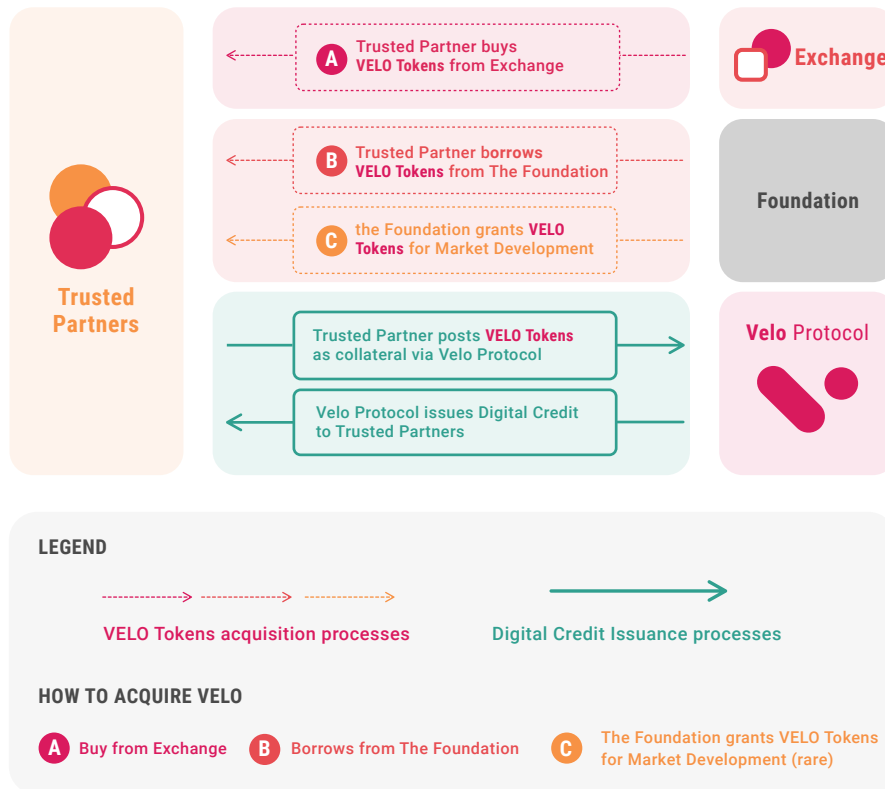 A
Trusted Partner buys
VELO Tokens from Exchange
Exchange
B
Trusted Partner borrows
VELO Tokens from The Foundation
C
the Foundation grants VELO
Tokens for Market Development
Foundation
Trusted
Partners
Trusted Partner posts VELO Tokens
as collateral via Velo Protocol
Velo Protocol issues Digital Credit
to Trusted Partners
Velo Protocol
LEGEND
VELO Tokens acquisition processes
Digital Credit Issuance processes
HOW TO ACQUIRE VELO
A Buy from Exchange
B Borrows from The Foundation
C The Foundation grants VELO Tokens
for Market Development (rare)